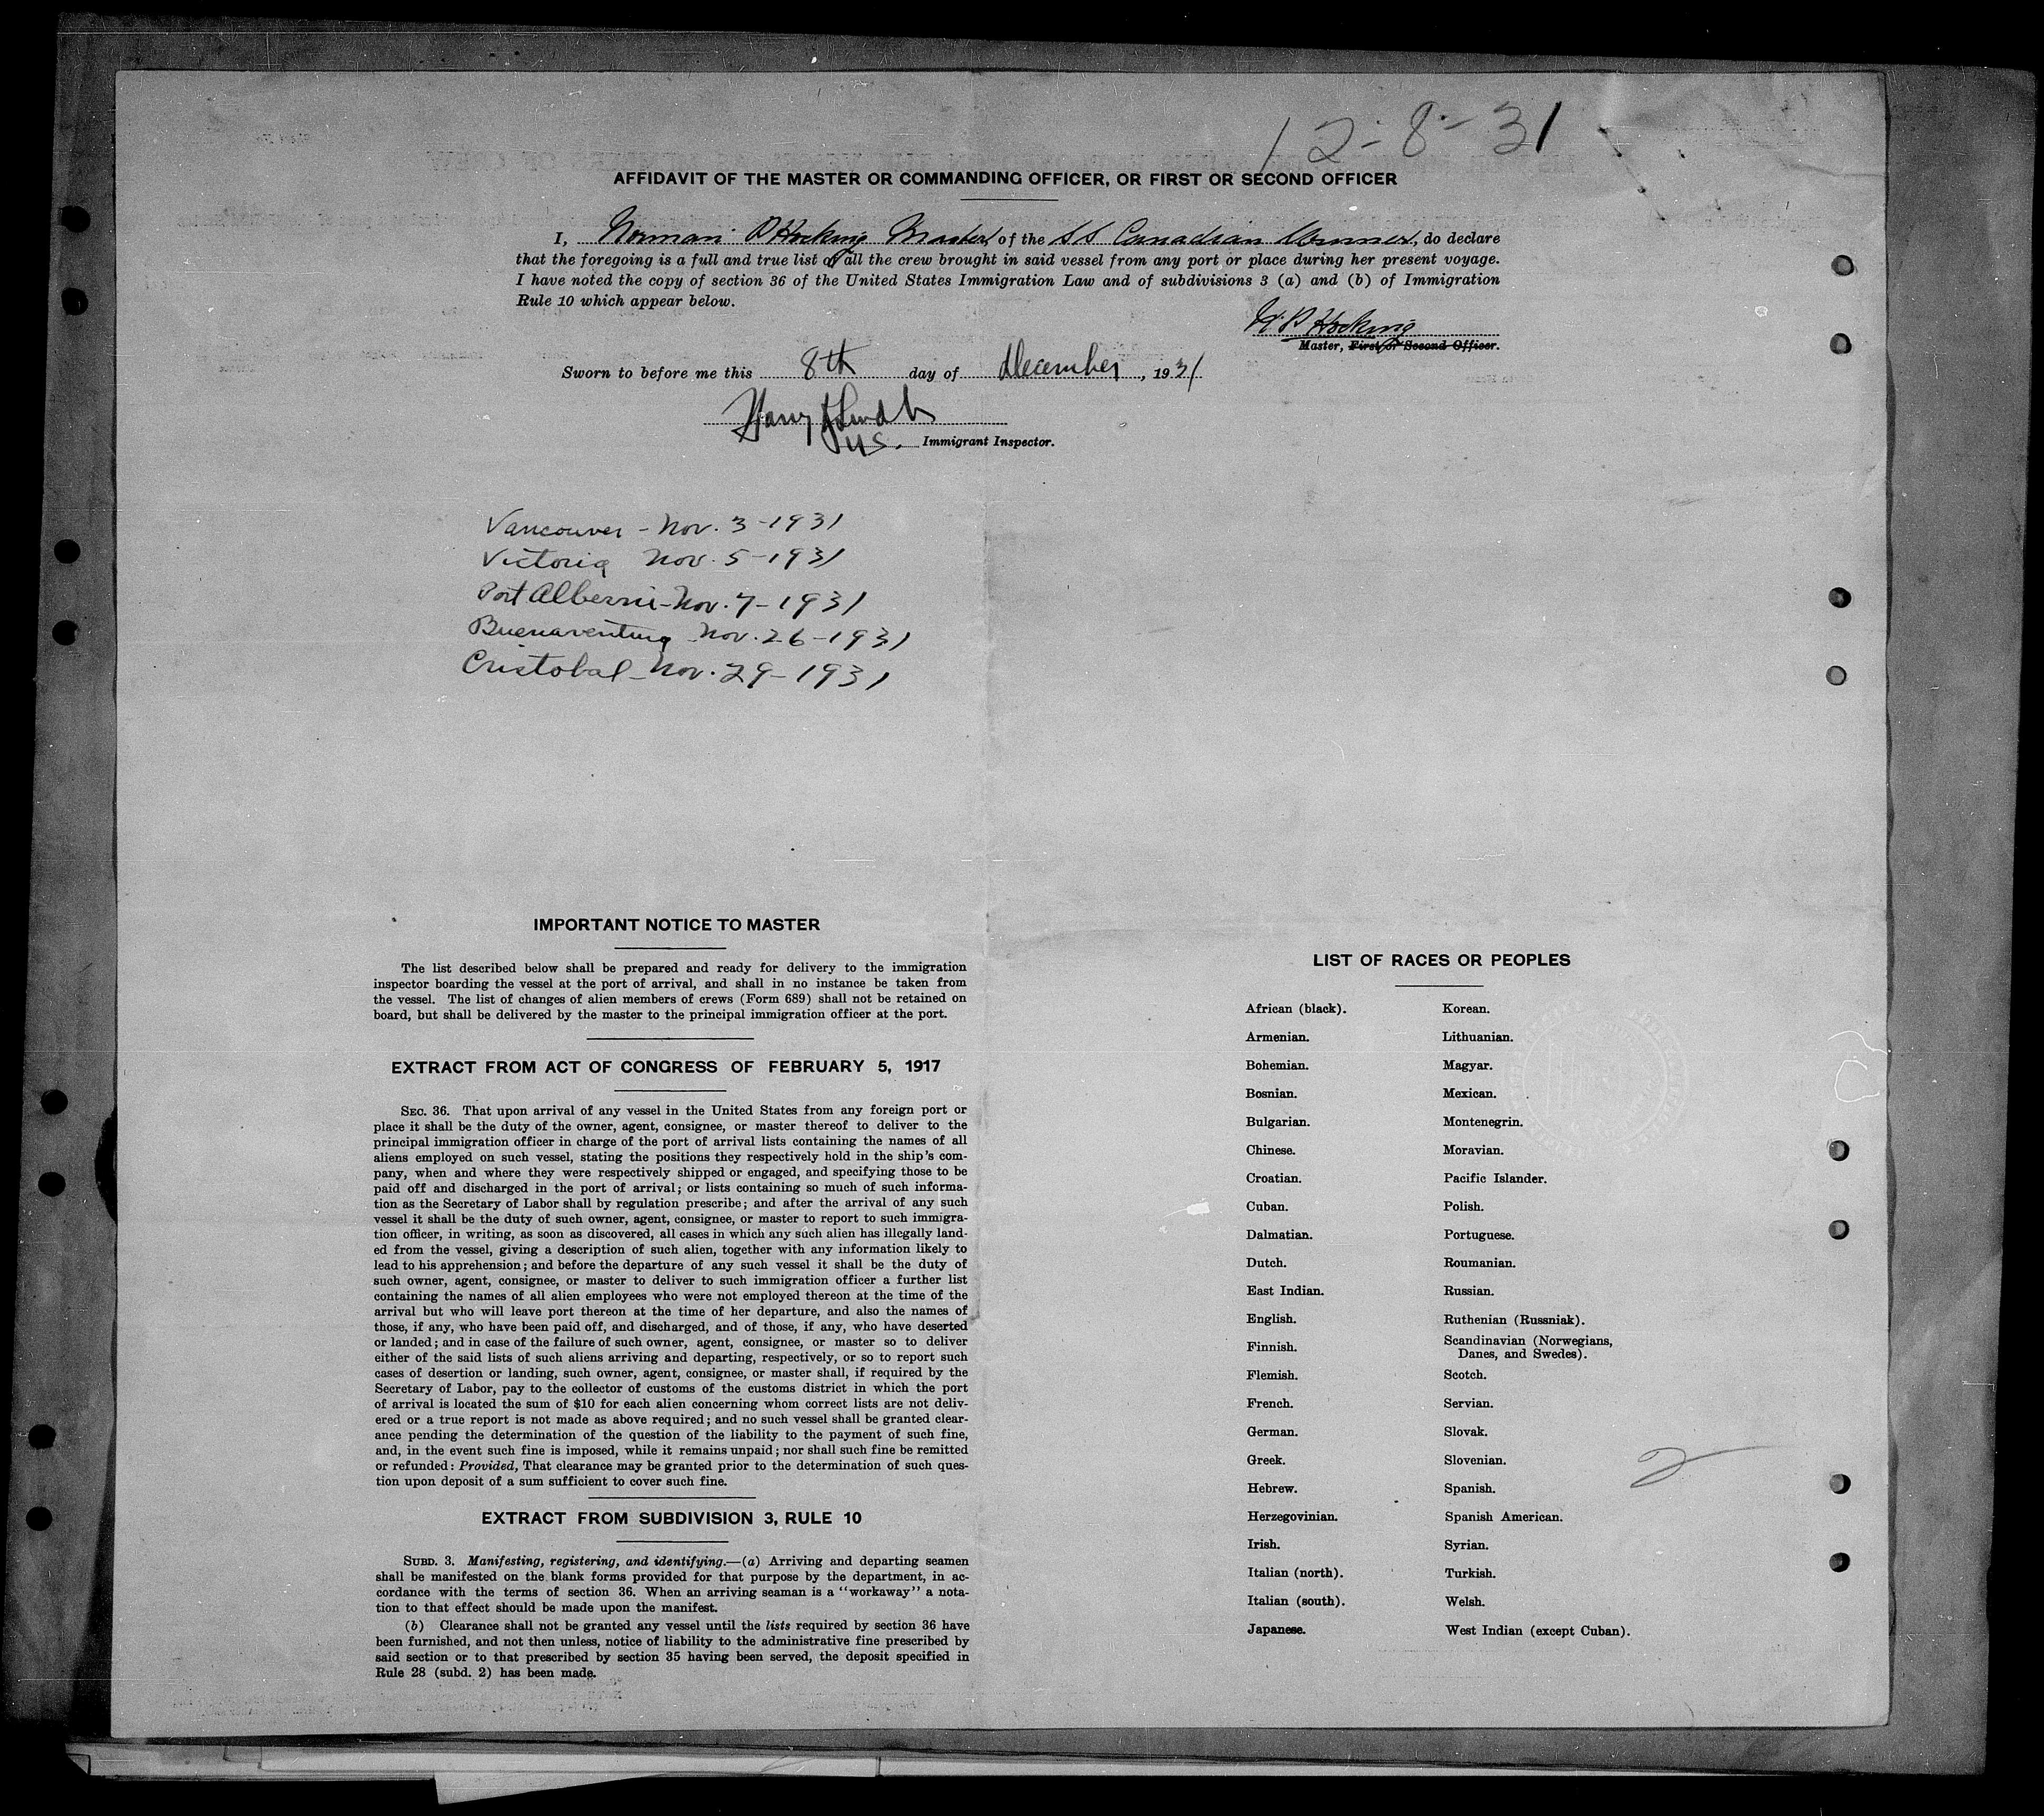 12-8-31
AFFIDAVIT OF THE MASTER OR COMMANDING OFFICER, OR FIRST OR SECOND OFFICER
I, Norman P Hocking Master, of the SS Canadian, do declare
that the foregoing is a full and true list of all the crew brought in said vessel from any port or place during her present voyage.
I have noted the copy of section 36 of the United States Immigration Law and of subdivisions 3 (a) and (b) of Immigration
Rule 10 which appear below.
N.P Hocking
Master, First or Second Officer.
Sworn to before me this 8th day of december, 1931
Harry
U.S. Immigrant Inspector.
Vancouver - Nov. 3-1931
Victoria Nov. 5-1931
Port Alberni - Nov. 7-1931
Buenaventura Nov. 26-1931
Cristobal - Nov. 29-1931
IMPORTANT NOTICE TO MASTER
The list described below shall be prepared and ready for delivery to the immigration
inspector boarding the vessel at the port of arrival, and shall in no instance be taken from
the vessel. The list of changes of alien members of crews (Form 689) shall not be retained on
board, but shall be delivered by the master to the principal immigration officer at the port.
EXTRACT FROM ACT OF CONGRESS OF FEBRUARY 5, 1917
SEC. 36. That upon arrival of any vessel in the United States from any foreign port or
place it shall be the duty of the owner, agent, consignee, or master thereof to deliver to the
principal immigration officer in charge of the port of arrival lists containing the names of all
aliens employed on such vessel, stating the positions they respectively hold in the ship's com-
pany, when and where they were respectively shipped or engaged, and specifying those to be
paid off and discharged in the port of arrival; or lists containing so much of such informa-
tion as the Secretary of Labor shall by regulation prescribe; and after the arrival of any such
vessel it shall be the duty of such owner, agent, consignee, or master to report to such immigra-
tion officer, in writing, as soon as discovered, all cases in which any such alien has illegally land-
ed from the vessel, giving a description of such alien, together with any information likely to
lead to his apprehension; and before the departure of any such vessel it shall be the duty of
such owner, agent, consignee, or master to deliver to such immigration officer a further list
containing the names of all alien employees who were not employed thereon at the time of the
arrival but who will leave port thereon at the time of her departure, and also the names of
those, if any, who have been paid off, and discharged, and of those, if any, who have deserted
or landed; and in case of the failure of such owner, agent, consignee, or master so to deliver
either of the said lists of such aliens arriving and departing, respectively, or so to report such
cases of desertion or landing, such owner, agent, consignee, or master shall, if required by the
Secretary of Labor, pay to the collector of customs of the customs district in which the port
of arrival is located the sum of $10 for each alien concerning whom correct lists are not deliv-
ered or a true report is not made as above required; and no such vessel shall be granted clear-
ance pending the determination of the question of the liability to the payment of such fine,
and, in the event such fine is imposed, while it remains unpaid; nor shall such fine be remitted
or refunded: Provided, That clearance may be granted prior to the determination of such ques-
tion upon deposit of a sum sufficient to cover such fine.
EXTRACT FROM SUBDIVISION 3, RULE 10
SUBD. 3. Manifesting, registering, and identifying.—(a) Arriving and departing seamen
shall be manifested on the blank forms provided for that purpose by the department, in ac-
cordance with the terms of section 36. When an arriving seaman is a "workaway" a nota-
tion to that effect should be made upon the manifest.
(b) Clearance shall not be granted any vessel until the lists required by section 36 have
been furnished, and not then unless, notice of liability to the administrative fine prescribed by
said section or to that prescribed by section 35 having been served, the deposit specified in
Rule 28 (subd. 2) has been made.
LIST OF RACES OR PEOPLES
African (black). Korean.
Armenian. Lithuanian.
Bohemian. Magyar.
Bosnian. Mexican.
Bulgarian. Montenegrin.
Chinese. Moravian.
Croatian. Pacific Islander.
Cuban. Polish.
Dalmatian. Portuguese.
Dutch. Roumanian.
East Indian. Russian.
English. Ruthenian (Russniak).
Finnish. Scandinavian (Norwegians,
Danes, and Swedes).
Flemish. Scotch.
French. Servian.
German. Slovak.
Greek. Slovenian.
Hebrew. Spanish.
Herzegovinian. Spanish American.
Irish. Syrian.
Italian (north). Turkish.
Italian (south). Welsh.
Japanese. West Indian (except Cuban).
2